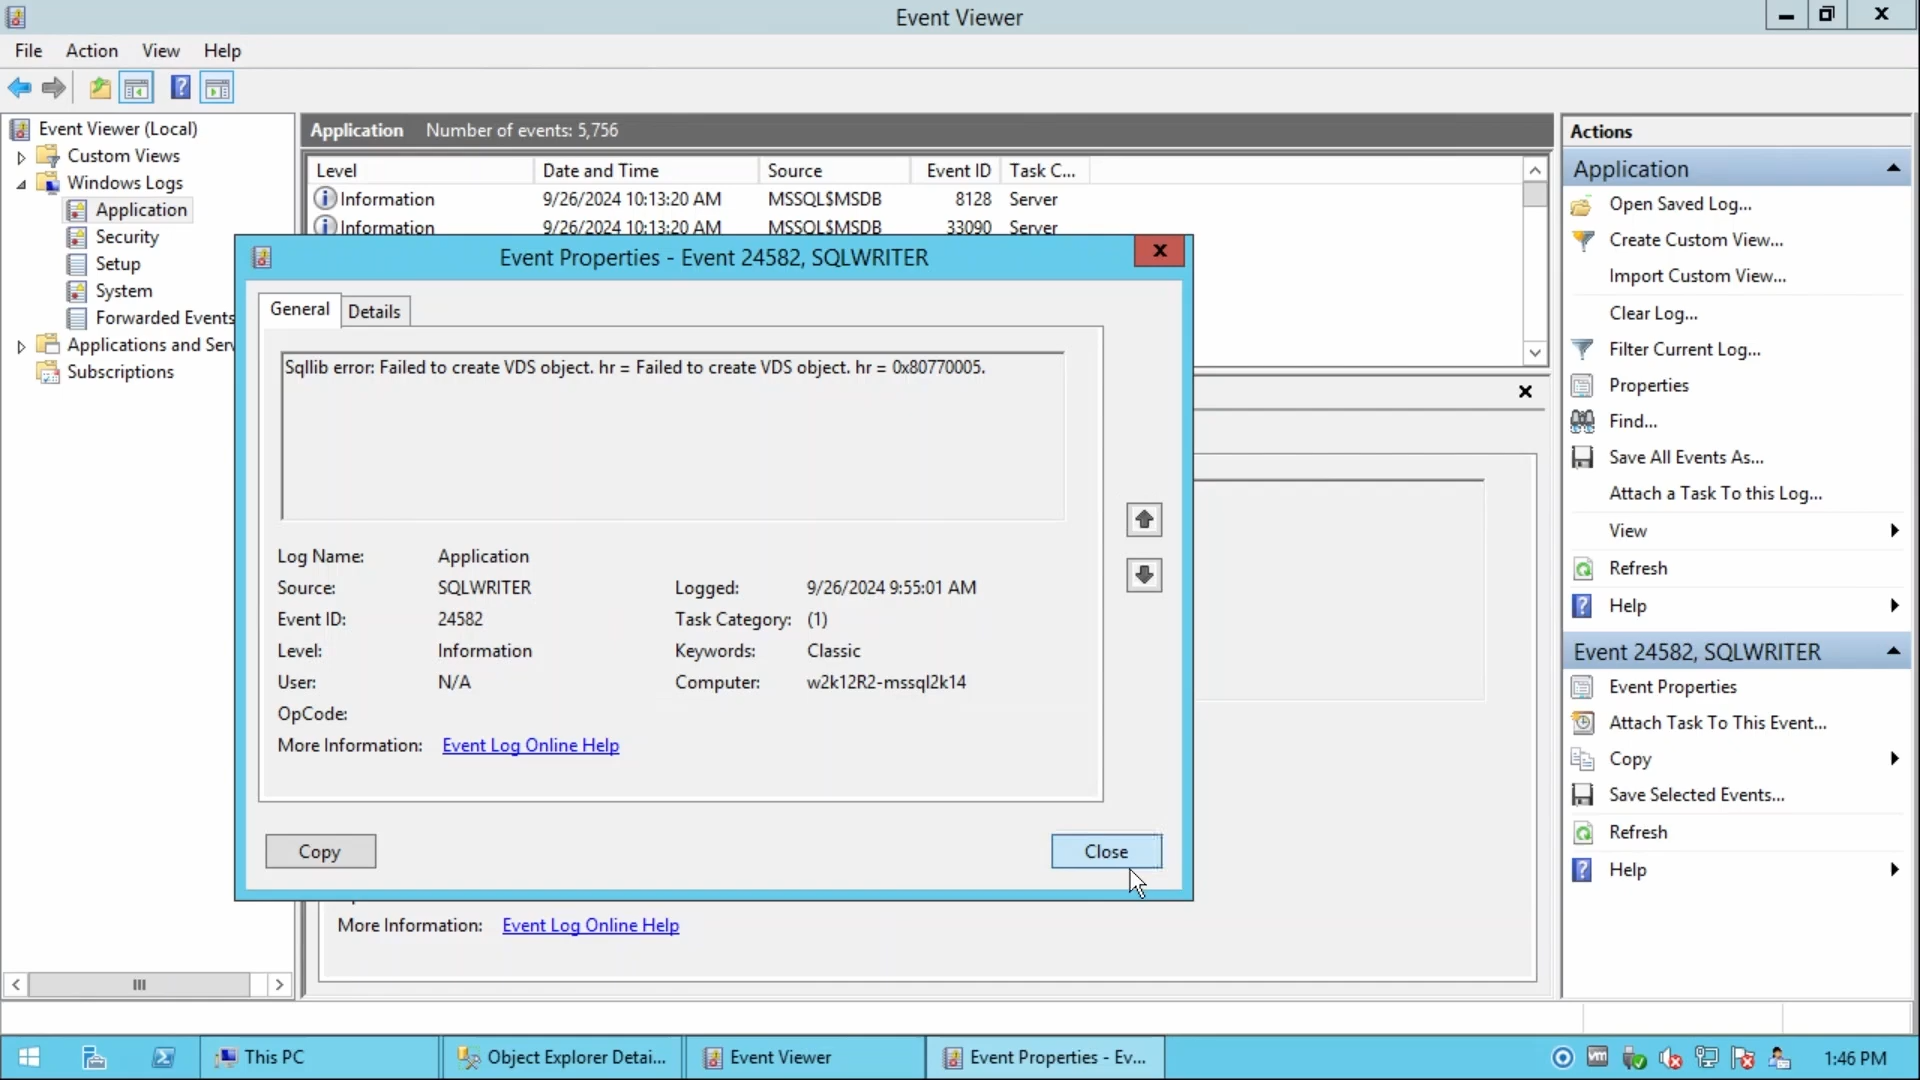 Event Viewer
File Action View Help
Event Viewer (Local)
Custom Views
Windows Logs
Application
Security
Setup
System
Forwarded Events
Applications and Serv
Subscriptions
Application Number of events: 5,756
Level Date and Time Source Event ID Task C...
Information 9/26/2024 10:13:20 AM MSSQL$MSDB 8128 Server
Information 9/26/2024 10:13:20 AM MSSQL$MSDB 33090 Server
Event Properties - Event 24582, SQLWRITER
General Details
Sqllib error: Failed to create VDS object. hr = Failed to create VDS object. hr = 0x80770005.
Log Name: Application
Source: SQLWRITER Logged: 9/26/2024 9:55:01 AM
Event ID: 24582 Task Category: (1)
Level: Information Keywords: Classic
User: N/A Computer: w2k12R2-mssql2k14
OpCode:
More Information: Event Log Online Help
Copy Close
More Information: Event Log Online Help
Actions
Application
Open Saved Log...
Create Custom View...
Import Custom View...
Clear Log...
Filter Current Log...
Properties
Find...
Save All Events As...
Attach a Task To this Log...
View
Refresh
Help
Event 24582, SQLWRITER
Event Properties
Attach Task To This Event...
Copy
Save Selected Events...
Refresh
Help
This PC Object Explorer Detai... Event Viewer Event Properties - Ev... vm 1:46 PM